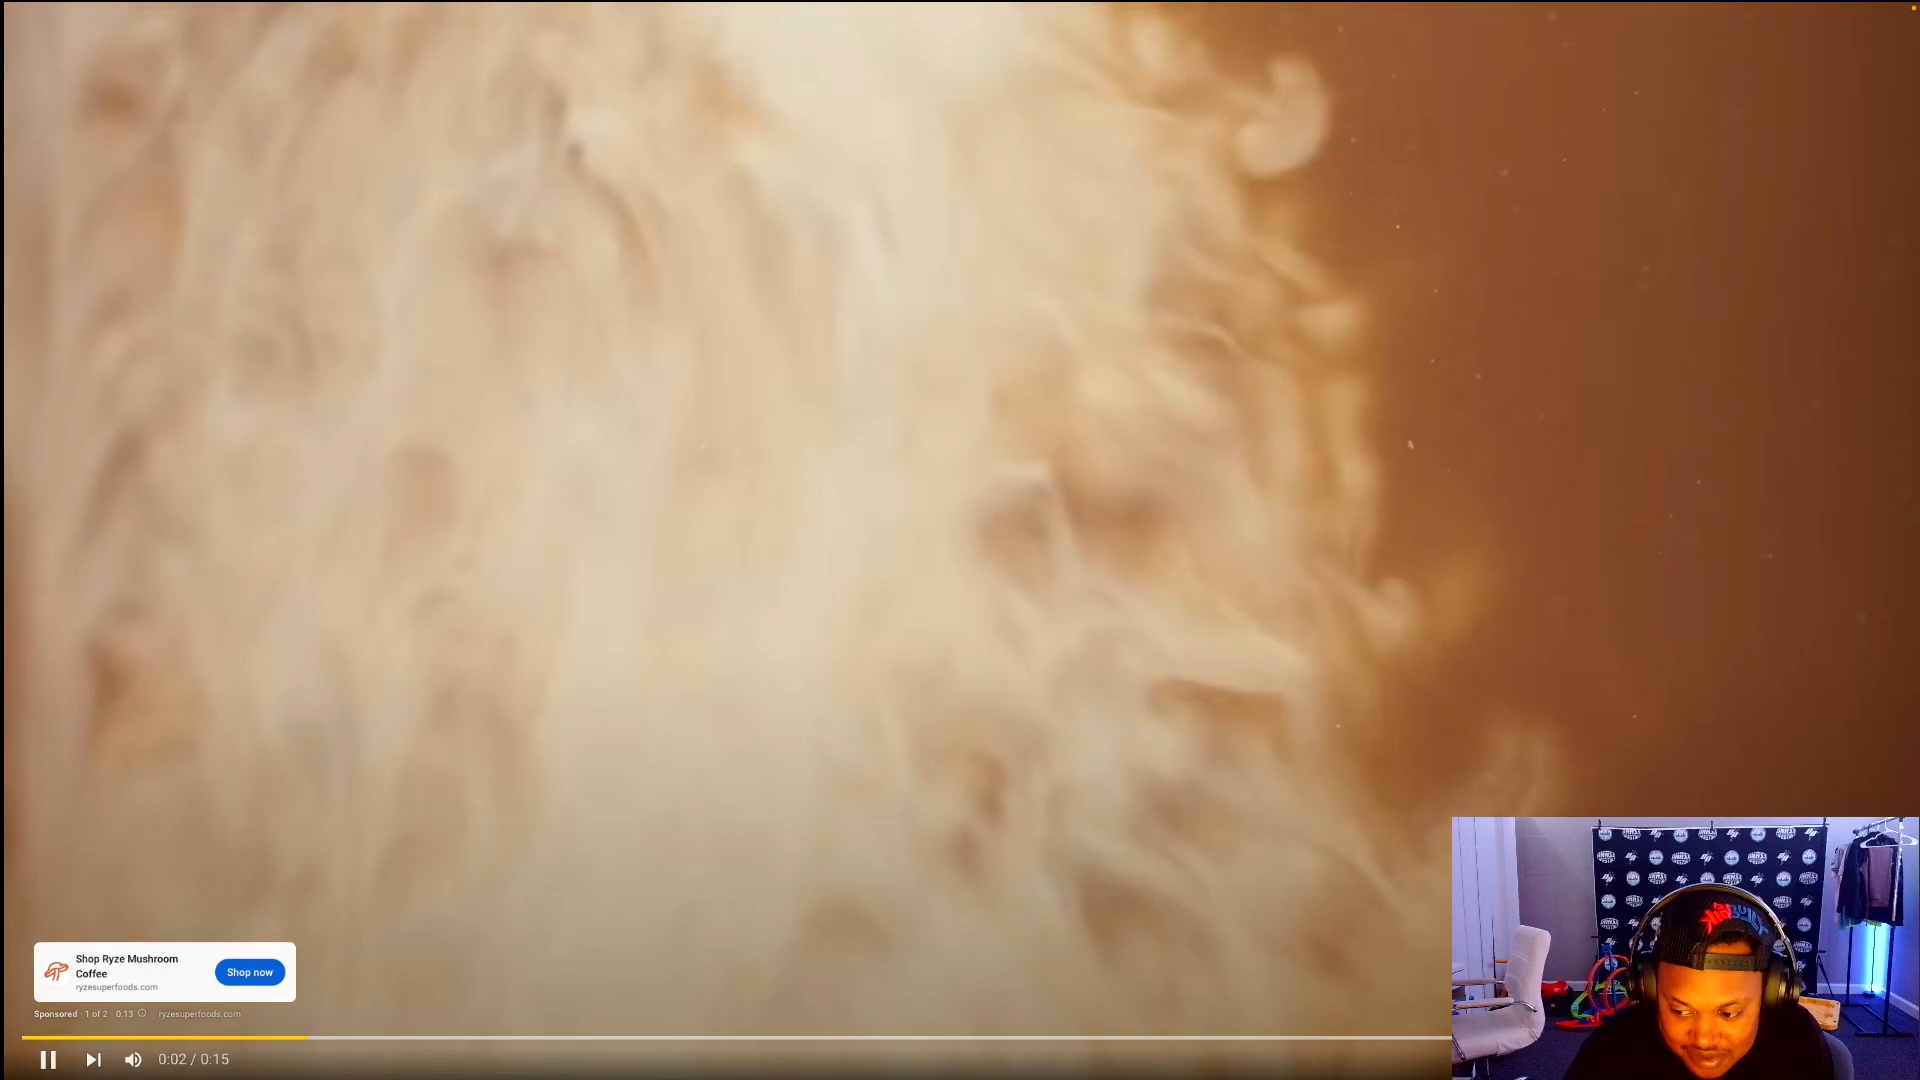 Shop Ryze Mushroom
Coffee
ryzesuperfoods.com
Shop now
Sponsored · 1 of 2 · 0:13
ryzesuperfoods.com
0:02 / 0:15